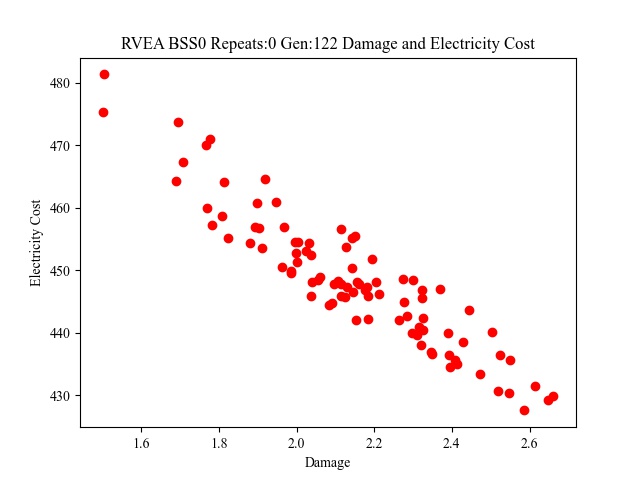 RVEA BSS0 Repeats:0 Gen:122 Damage and Electricity Cost
480
470
460
450
440
430
Electricity Cost
1.6 1.8 2.0 2.2 2.4 2.6
Damage